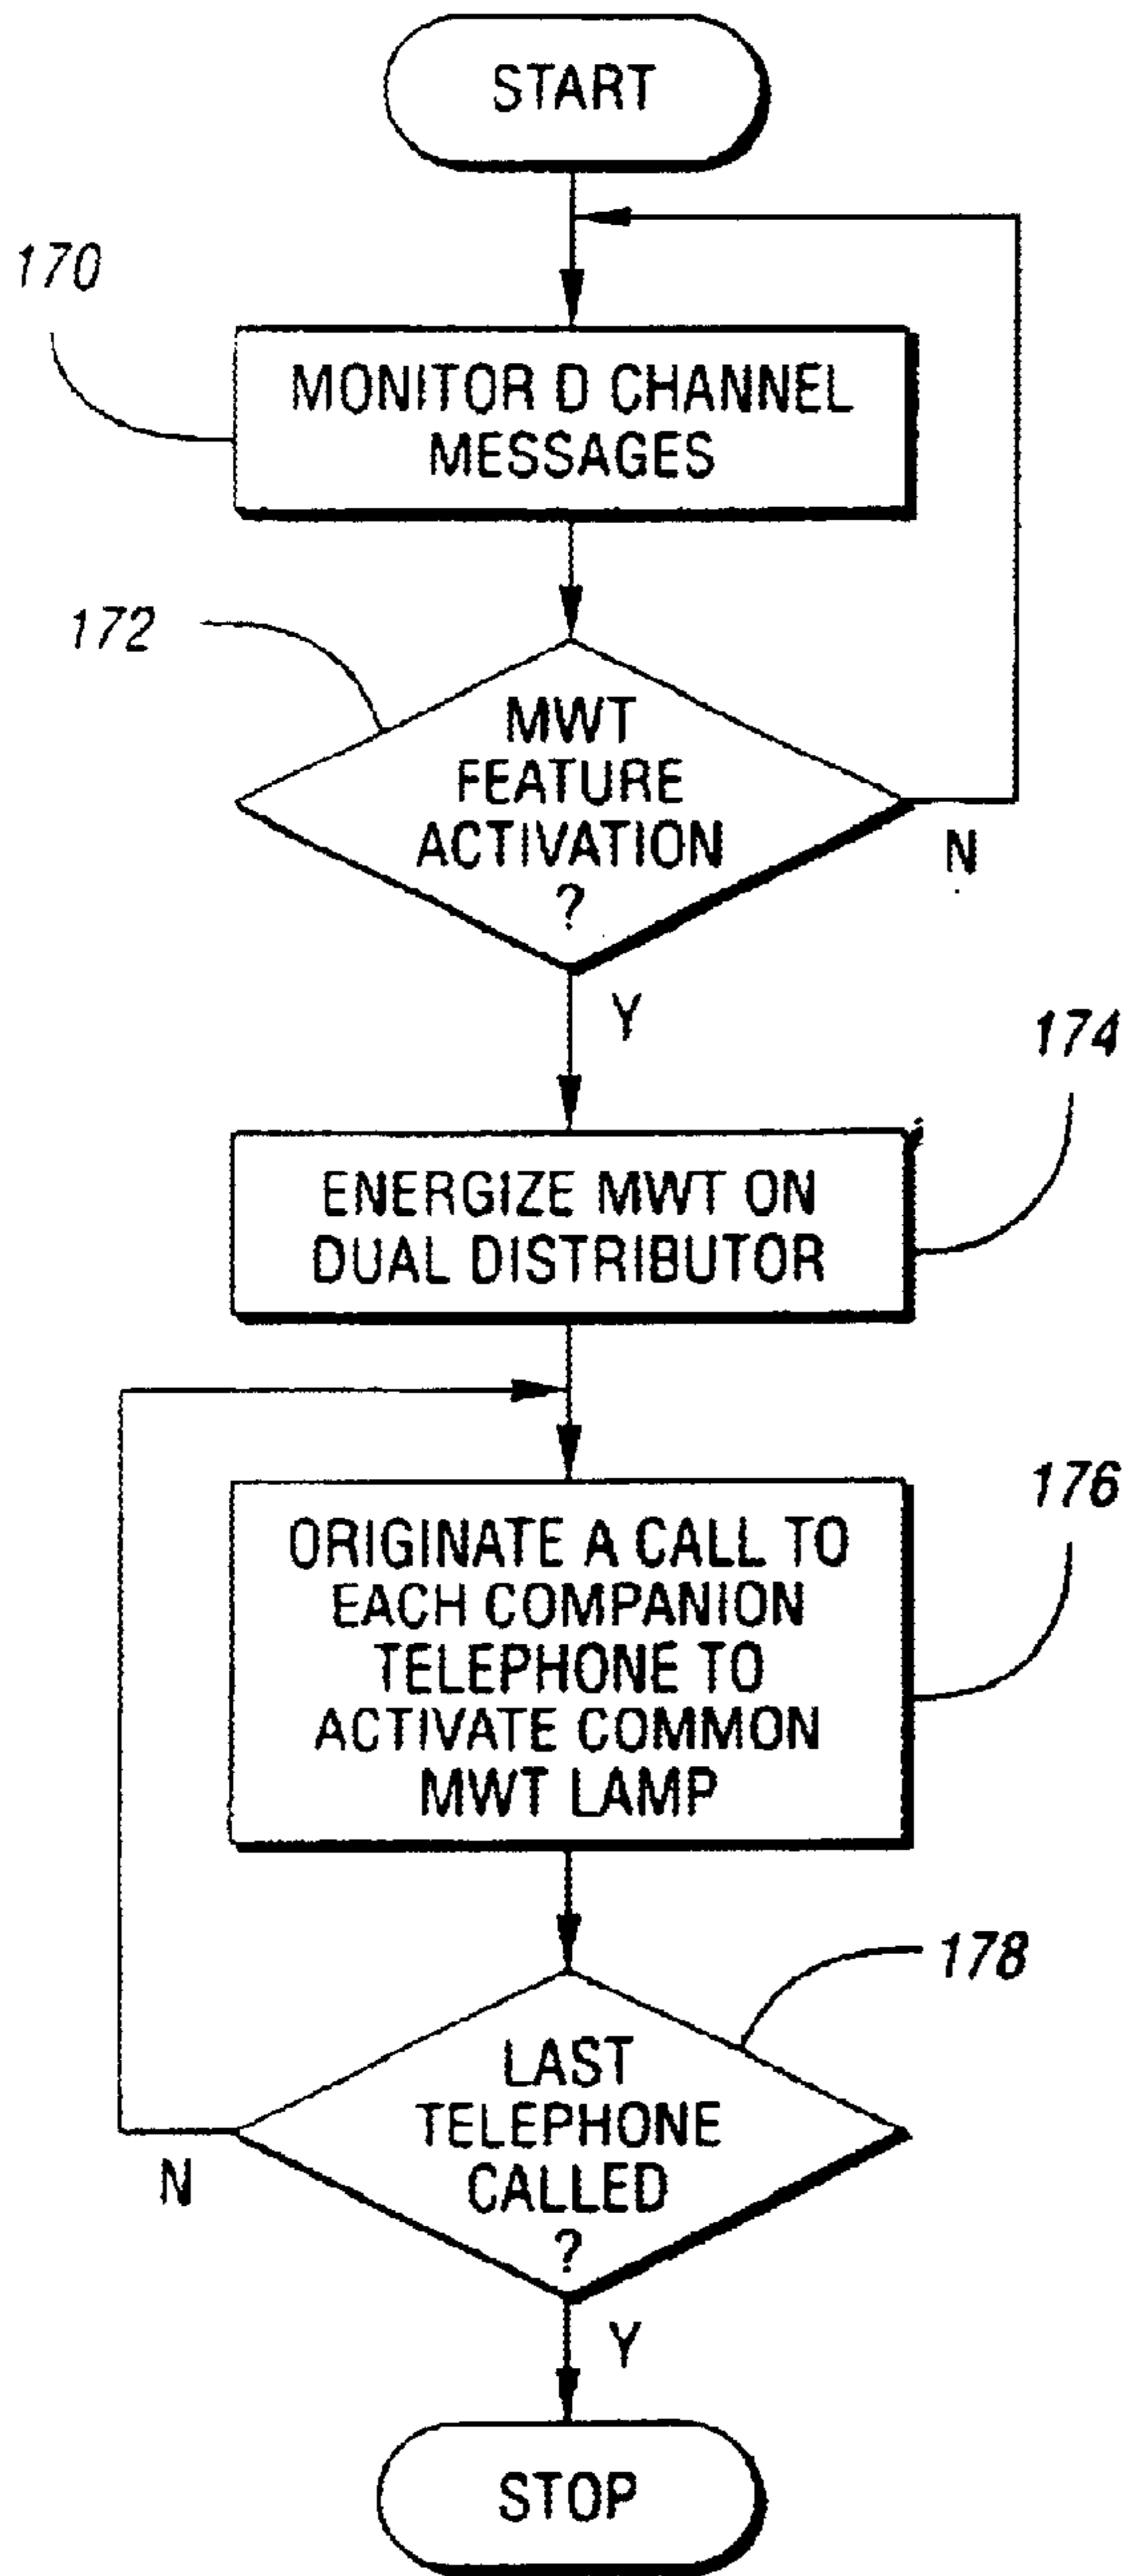 START
170
MONITOR D CHANNEL
MESSAGES
172
MWT
FEATURE
ACTIVATION
?
N
Y
174
ENERGIZE MWT ON
DUAL DISTRIBUTOR
176
ORIGINATE A CALL TO
EACH COMPANION
TELEPHONE TO
ACTIVATE COMMON
MWT LAMP
178
LAST
TELEPHONE
CALLED
?
N
Y
STOP